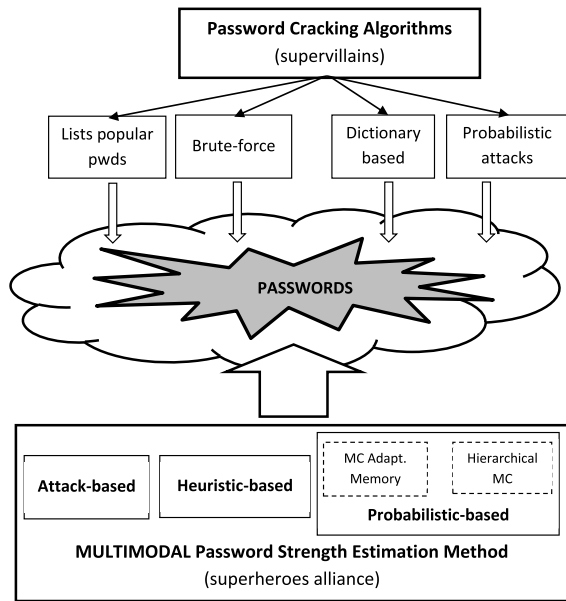 Password Cracking Algorithms
(supervillains)
Lists popular
pwds
Brute-force
Dictionary
based
Probabilistic
attacks
PASSWORDS
Attack-based
Heuristic-based
MC Adapt.
Memory
Hierarchical
MC
Probabilistic-based
MULTIMODAL Password Strength Estimation Method
(superheroes alliance)